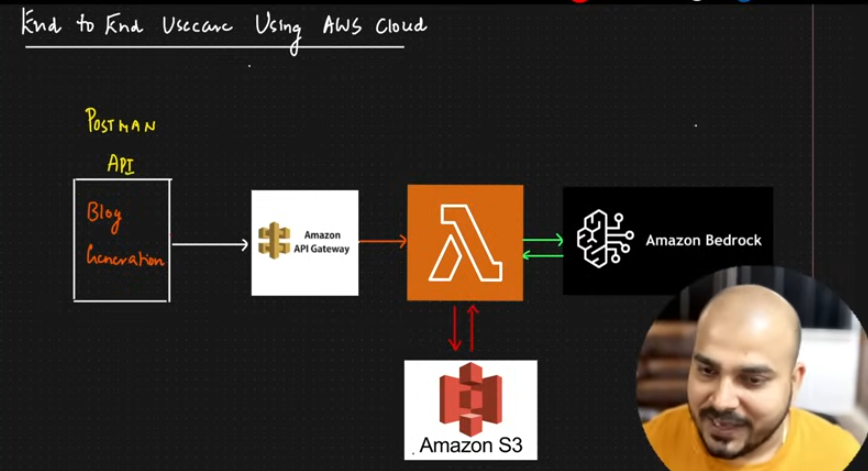 End to End Usecase Using AWS Cloud
POSTMAN
API
Blog
Generation
Amazon
API Gateway
Amazon Bedrock
Amazon S3